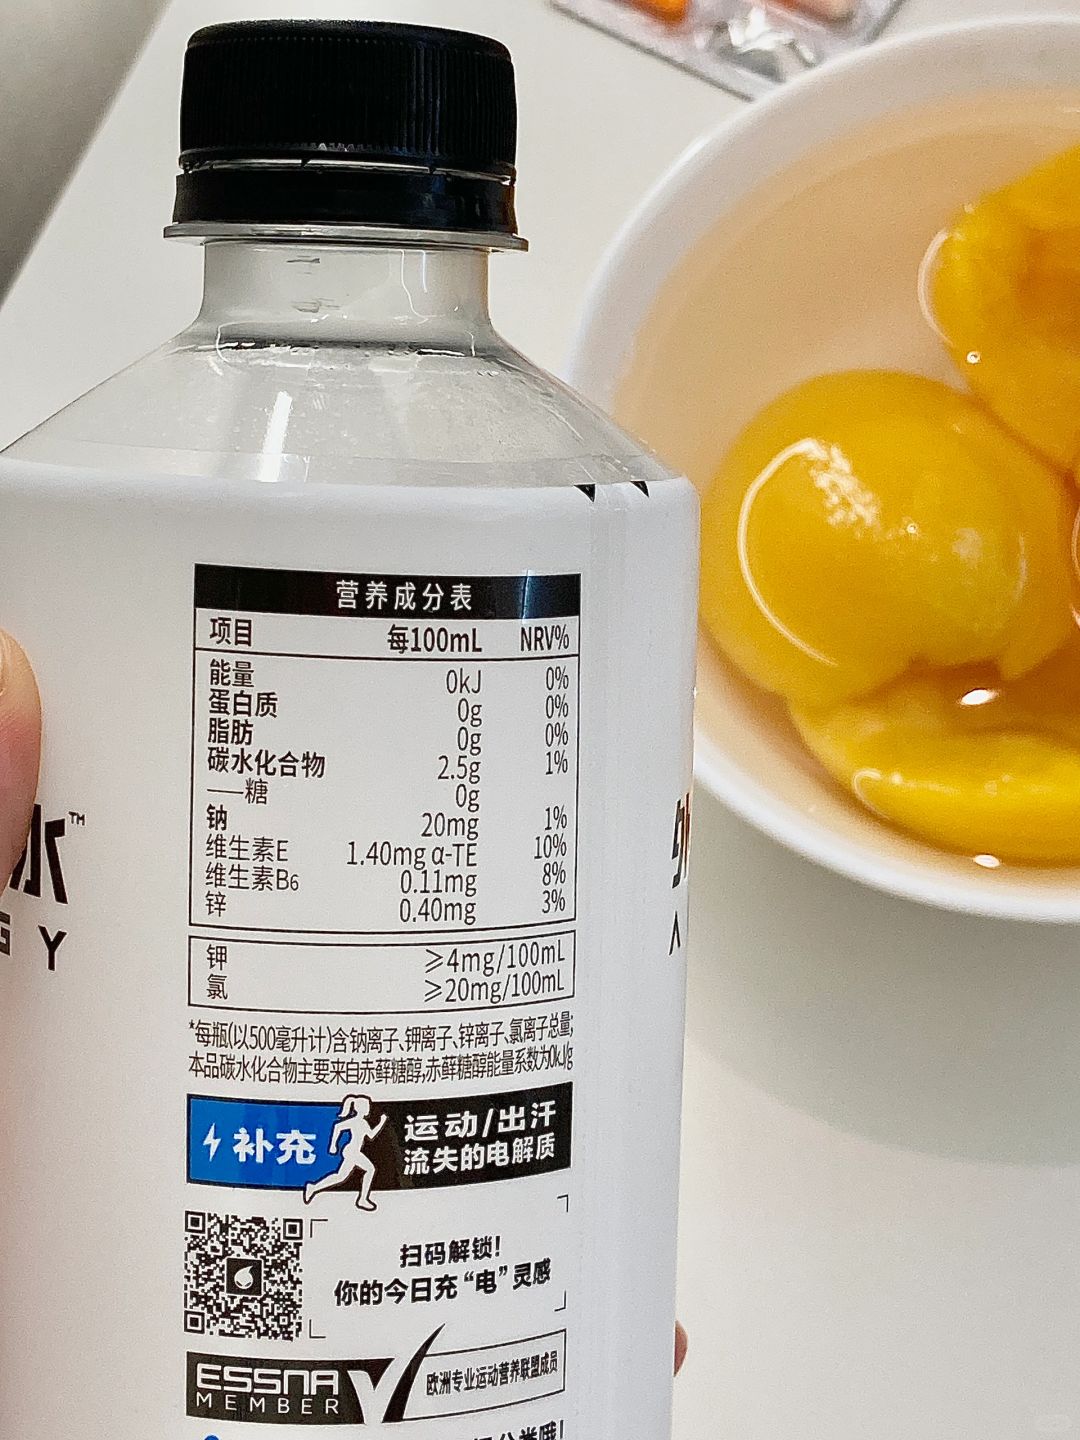 营养成分表
项目 每100mL NRV%
能量 0kJ 0%
蛋白质 0g 0%
脂肪 0g 0%
碳水化合物 2.5g 1%
——糖 0g
钠 20mg 1%
维生素E 1.40mg α-TE 10%
维生素B6 0.11mg 8%
锌 0.40mg 3%
钾 ≥4mg/100mL
氯 ≥20mg/100mL
*每瓶(以500毫升计)含钠离子、钾离子、锌离子、氯离子总量;
本品碳水化合物主要来自赤藓糖醇,赤藓糖醇能量系数为0kJ/g
水™
G Y
补充
运动/出汗
流失的电解质
扫码解锁!
你的今日充“电”灵感
ESSNA
MEMBER
欧洲专业运动营养联盟成员